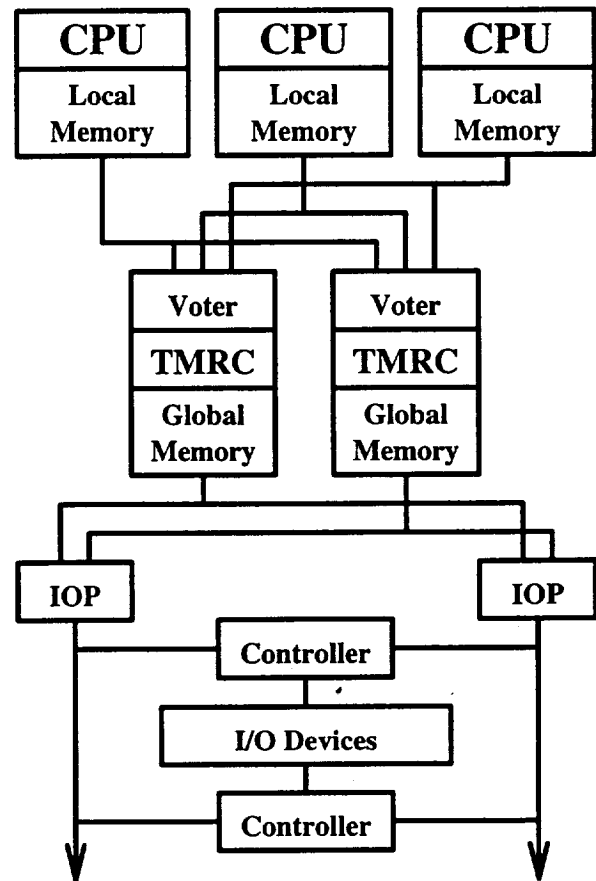 CPU
Local
Memory
CPU
Local
Memory
CPU
Local
Memory
Voter
TMRC
Global
Memory
Voter
TMRC
Global
Memory
IOP
IOP
Controller
I/O Devices
Controller